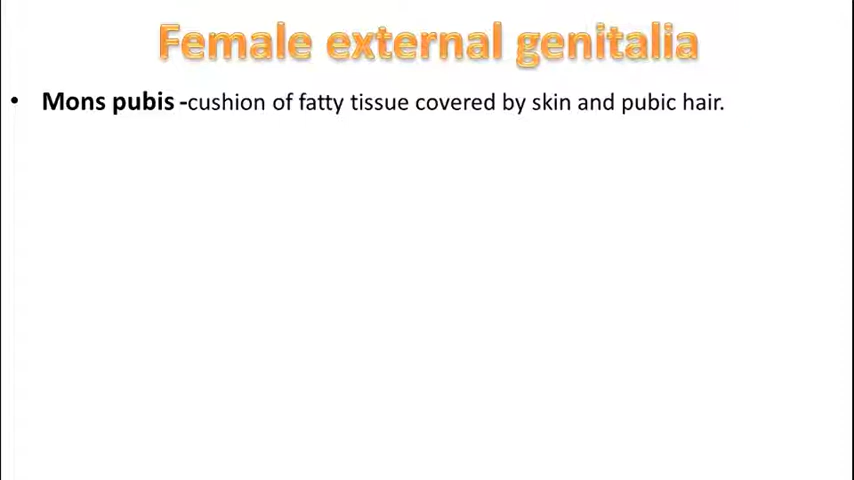 Female external genitalia
• Mons pubis -cushion of fatty tissue covered by skin and pubic hair.